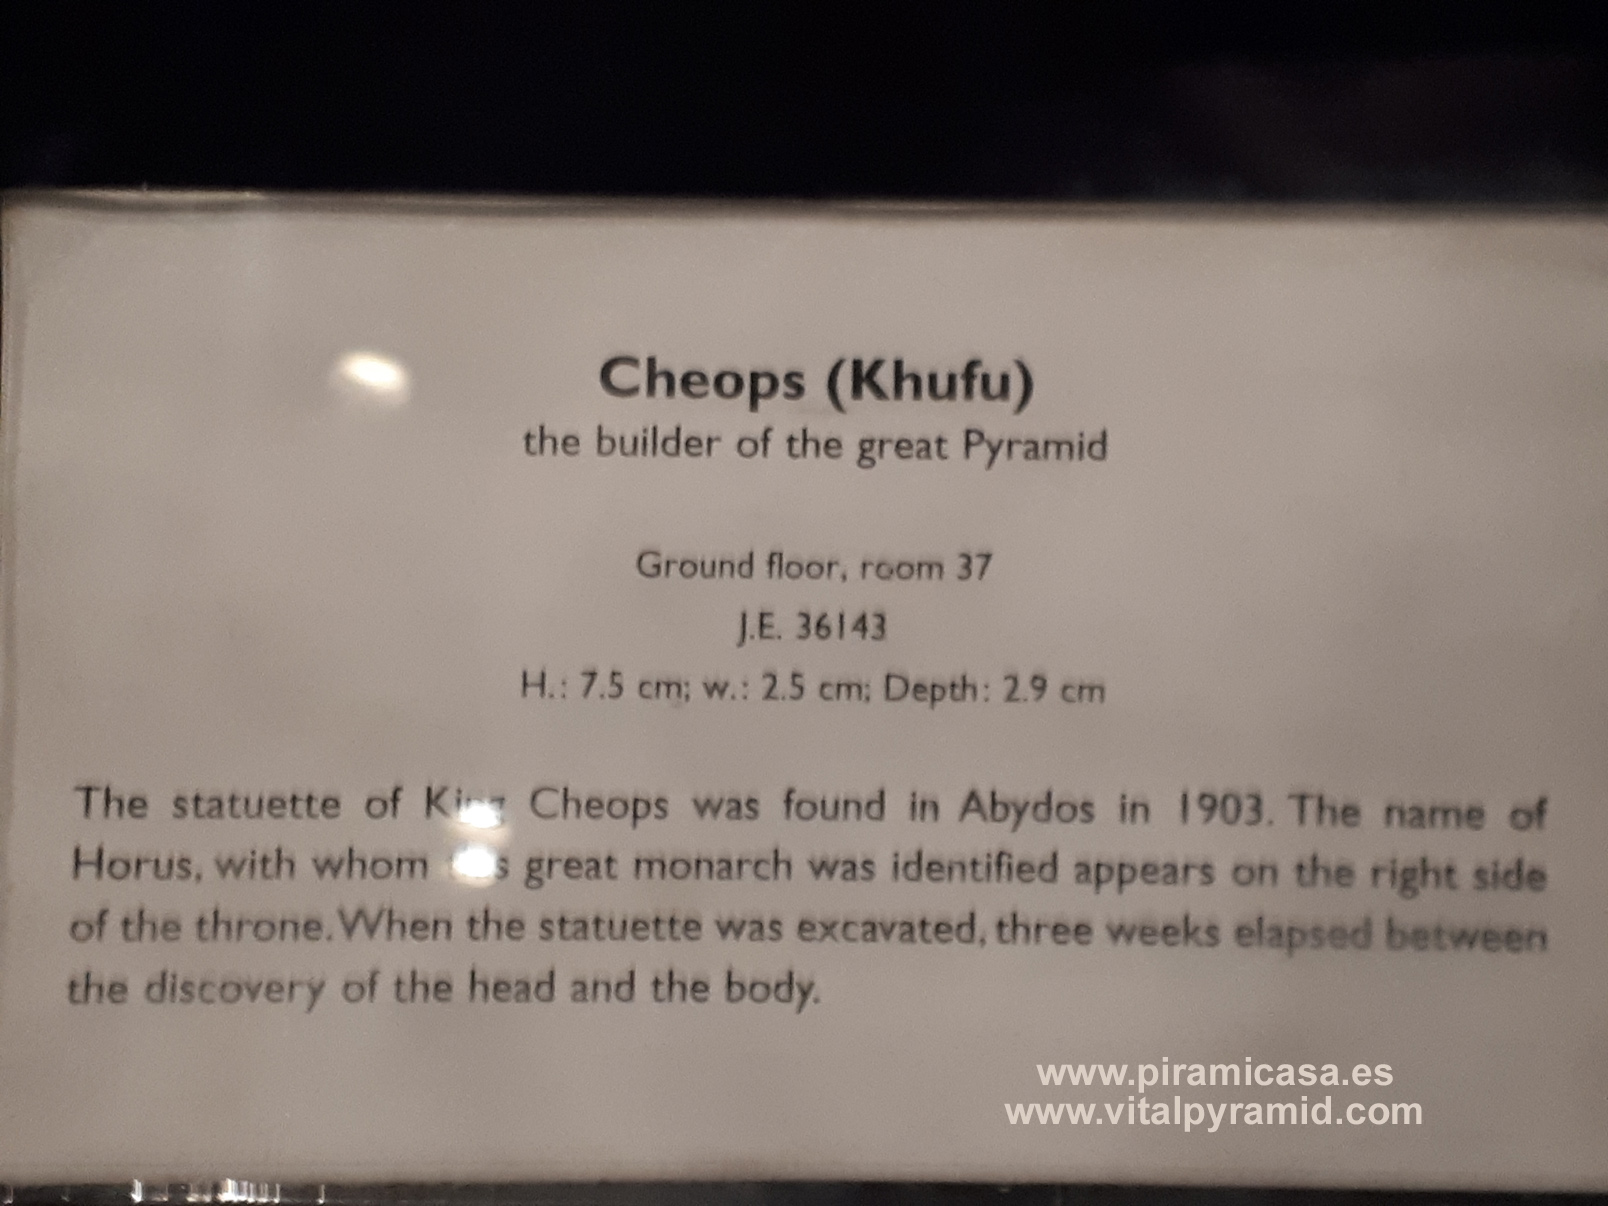 Cheops (Khufu)
the builder of the great Pyramid
Ground floor, room 37
J.E. 36143
H.: 7.5 cm; w.: 2.5 cm; Depth: 2.9 cm
The statuette of King Cheops was found in Abydos in 1903. The name of
Horus, with whom great monarch was identified appears on the right side
of the throne. When the statuette was excavated, three weeks elapsed between
the discovery of the head and the body.
www.piramicasa.es
www.vitalpyramid.com